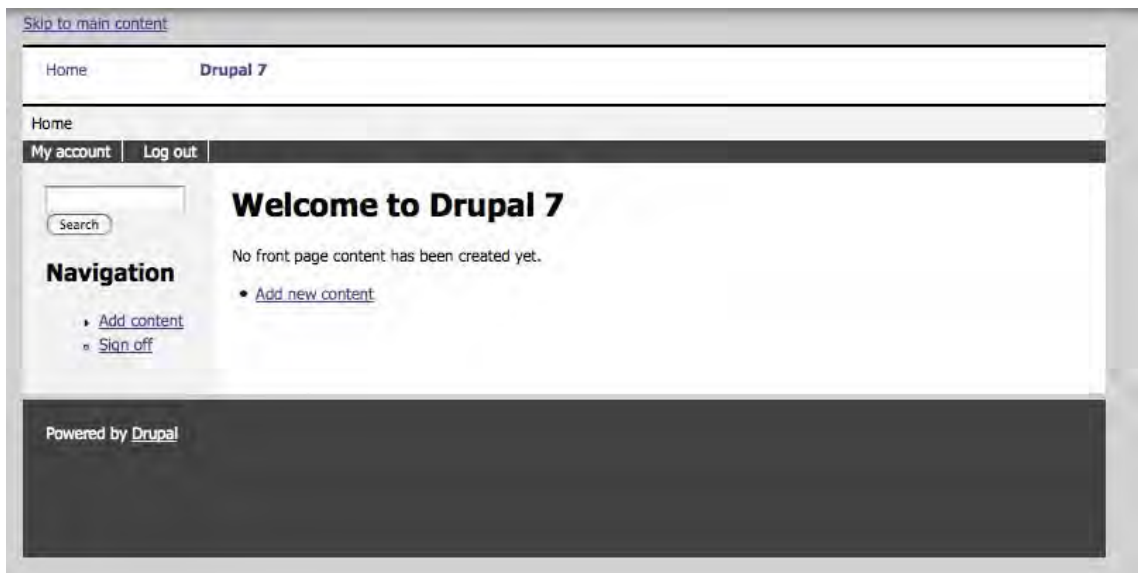 Skip to main content
Home Drupal 7
Home
My account Log out
Search
Navigation
Add content
Sign off
Welcome to Drupal 7
No front page content has been created yet.
Add new content
Powered by Drupal